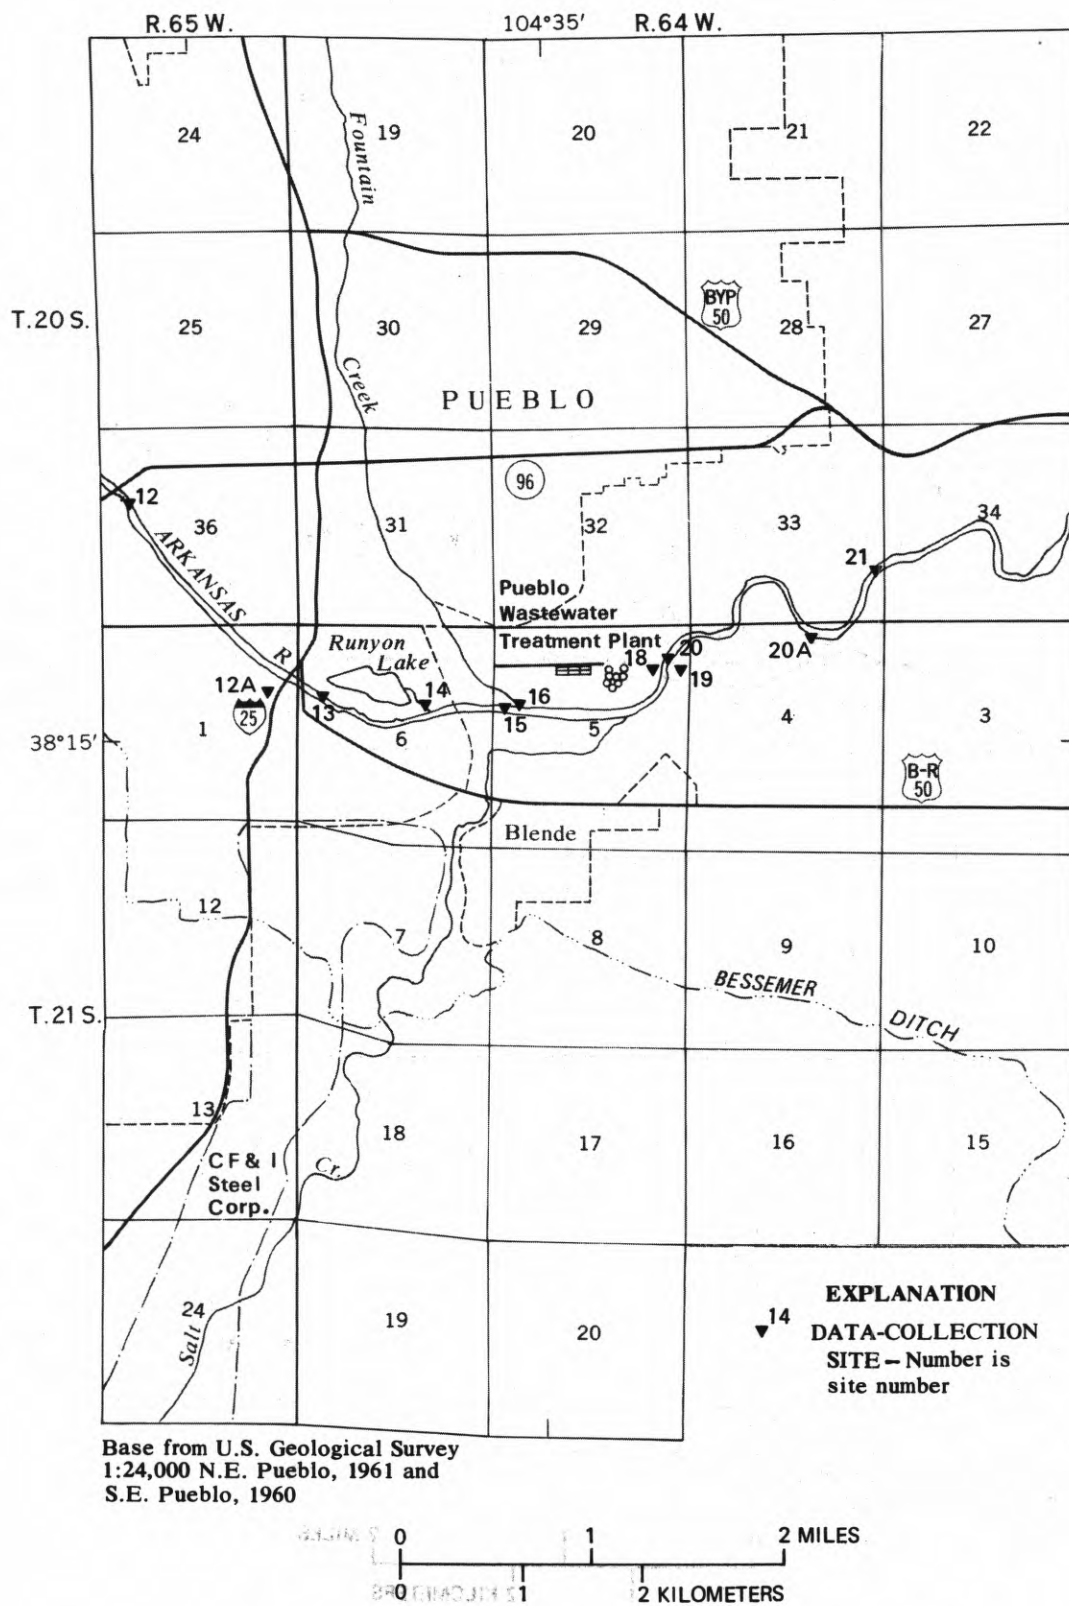 R.65 W.
104°35′
R.64 W.
24
19
20
21
22
Fountain
T.20 S.
25
30
29
BYP
50
28
27
Creek
PUEBLO
12
96
36
31
32
33
34
ARKANSAS
R
21
Pueblo
Wastewater
Treatment Plant
Runyon
Lake
18
20
20A
19
12A
25
13
14
16
15
1
6
5
4
3
38°15′
B-R
50
Blende
12
7
8
9
10
BESSEMER
DITCH
T.21 S.
13
18
17
16
15
CF & I
Steel
Corp.
Cr.
24
Salt
19
20
EXPLANATION
14
DATA-COLLECTION
SITE – Number is
site number
Base from U.S. Geological Survey
1:24,000 N.E. Pueblo, 1961 and
S.E. Pueblo, 1960
0 1 2 MILES
0 1 2 KILOMETERS